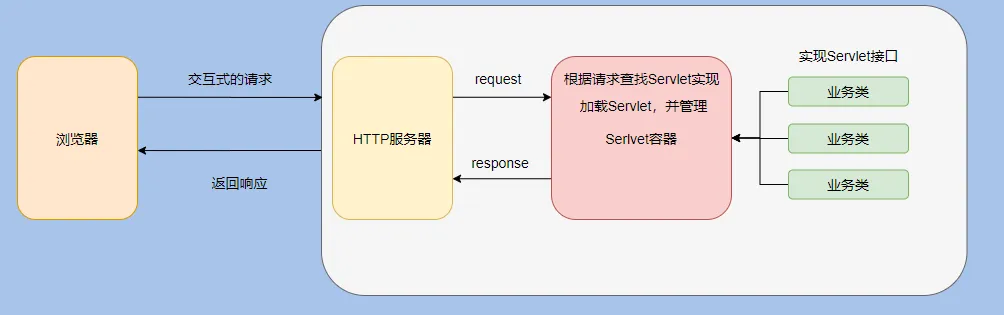 浏览器
交互式的请求
返回响应
HTTP服务器
request
response
根据请求查找Servlet实现
加载Servlet，并管理
Serlvet容器
实现Servlet接口
业务类
业务类
业务类